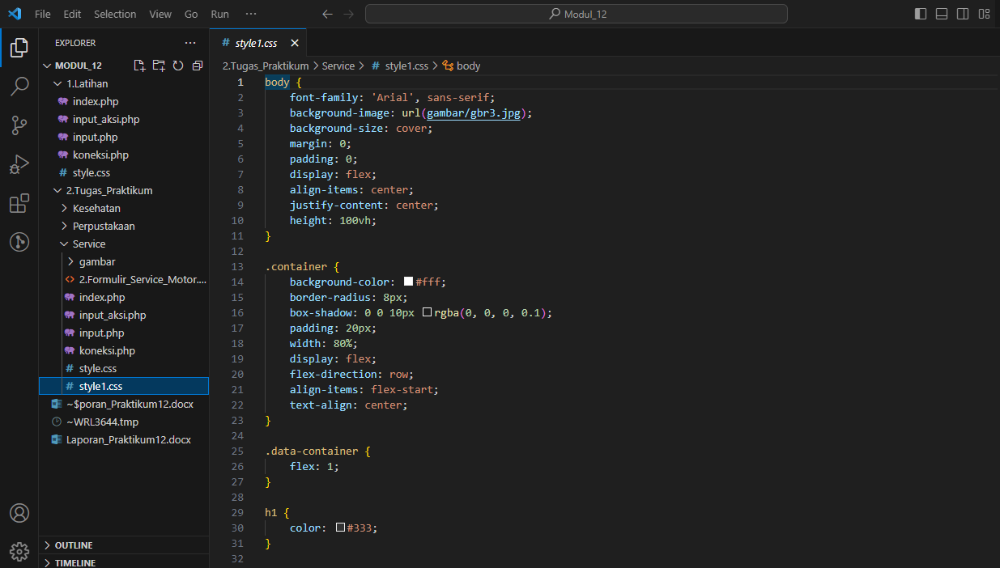 File Edit Selection View Go Run ···
Modul_12
EXPLORER ···
MODUL_12
1.Latihan
index.php
input_aksi.php
input.php
koneksi.php
# style.css
2.Tugas_Praktikum
Kesehatan
Perpustakaan
Service
gambar
<> 2.Formulir_Service_Motor....
index.php
input_aksi.php
input.php
koneksi.php
# style.css
# style1.css
~$poran_Praktikum12.docx
~WRL3644.tmp
Laporan_Praktikum12.docx
OUTLINE
TIMELINE
# style1.css
2.Tugas_Praktikum > Service > # style1.css > body
1 body {
2 font-family: 'Arial', sans-serif;
3 background-image: url(gambar/gbr3.jpg);
4 background-size: cover;
5 margin: 0;
6 padding: 0;
7 display: flex;
8 align-items: center;
9 justify-content: center;
10 height: 100vh;
11 }
12
13 .container {
14 background-color: #fff;
15 border-radius: 8px;
16 box-shadow: 0 0 10px rgba(0, 0, 0, 0.1);
17 padding: 20px;
18 width: 80%;
19 display: flex;
20 flex-direction: row;
21 align-items: flex-start;
22 text-align: center;
23 }
24
25 .data-container {
26 flex: 1;
27 }
28
29 h1 {
30 color: #333;
31 }
32